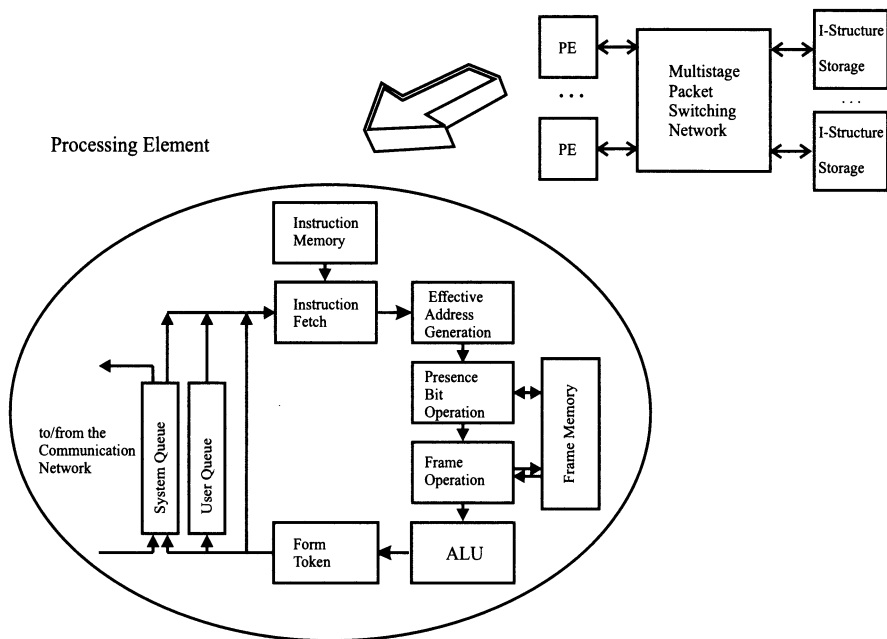 PE
. . .
PE
Multistage
Packet
Switching
Network
I-Structure
Storage
. . .
I-Structure
Storage
Processing Element
Instruction
Memory
Instruction
Fetch
Effective
Address
Generation
Presence
Bit
Operation
Frame
Operation
Frame Memory
ALU
Form
Token
to/from the
Communication
Network
System Queue
User Queue